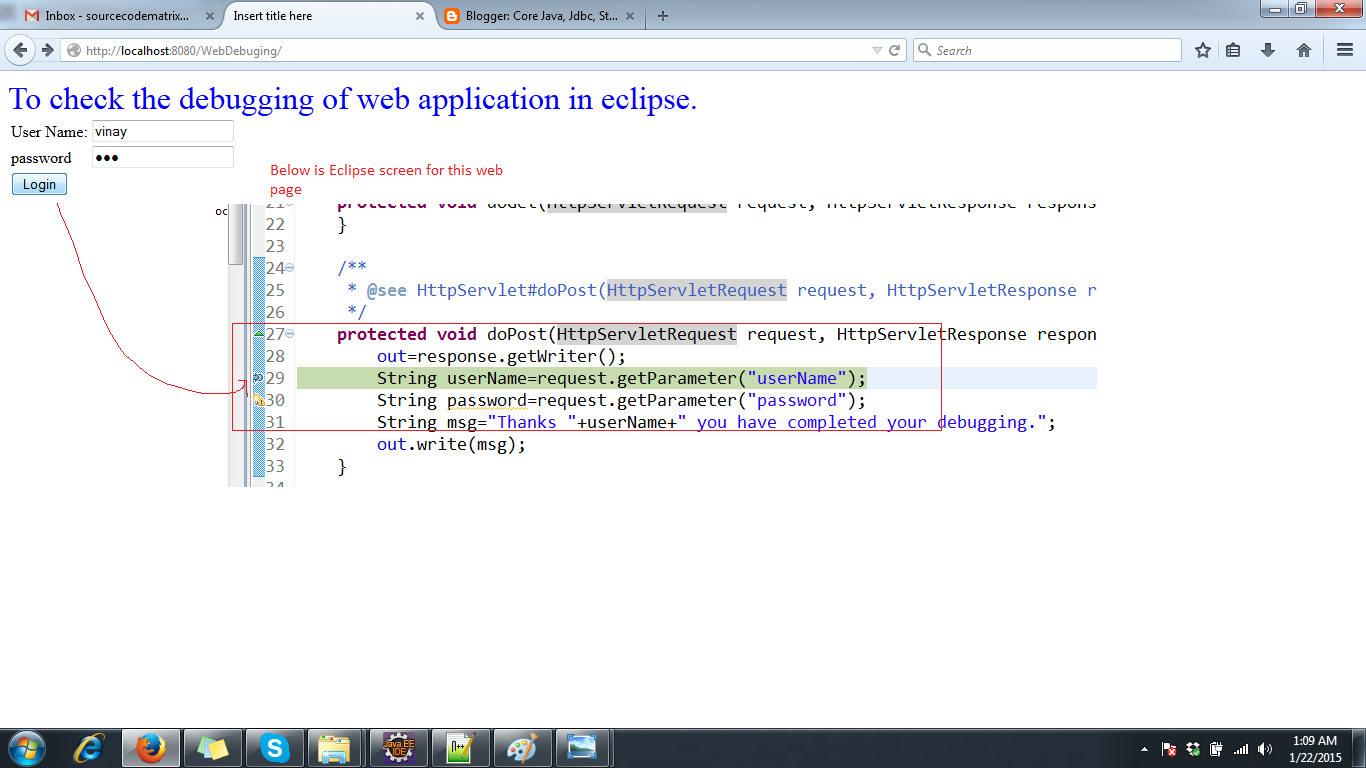 Inbox - sourcecodematrix...
Insert title here
Blogger: Core Java, Jdbc, St...
http://localhost:8080/WebDebuging/
Search
To check the debugging of web application in eclipse.
User Name: vinay
password ●●●
Login
Below is Eclipse screen for this web
page
oc
21 protected void doGet(HttpServletRequest request, HttpServletResponse respons
22 }
23
24 /**
25 * @see HttpServlet#doPost(HttpServletRequest request, HttpServletResponse r
26 */
27 protected void doPost(HttpServletRequest request, HttpServletResponse respon
28 out=response.getWriter();
29 String userName=request.getParameter("userName");
30 String password=request.getParameter("password");
31 String msg="Thanks "+userName+" you have completed your debugging.";
32 out.write(msg);
33 }
34
Java EE
IDE
1:09 AM
1/22/2015